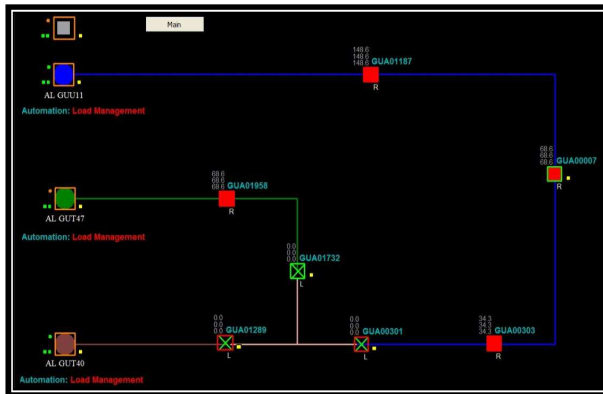 Main
148.6
148.6
148.6
GUA01187
R
AL GUU11
Automation: Load Management
68.6
68.6
68.6
GUA00007
R
68.6
68.6
68.6
GUA01958
R
AL GUT47
Automation: Load Management
0.0
0.0
0.0
GUA01732
L
0.0
0.0
0.0
GUA01289
L
0.0
0.0
0.0
GUA00301
L
34.3
34.3
34.3
GUA00303
R
AL GUT40
Automation: Load Management